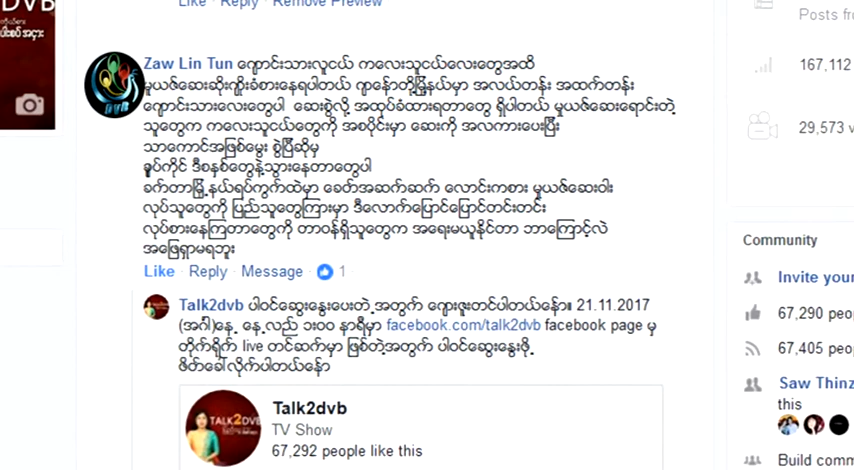 Like · Reply · Remove Preview
Zaw Lin Tun ကျောင်းသားလူငယ် ကလေးသူငယ်လေးတွေအထိ
မူယဇ်ဆေးဆိုးကျိုးခံစားနေရပါတယ် ဂျာနော်တို့မြို့နယ်မှာ အလယ်တန်း အထက်တန်း
ကျောင်းသားလေးတွေပါ ဆေးစွဲလို့ အထုပ်ခံထားရတာတွေ ရှိပါတယ် မူယဇ်ဆေးရောင်းတဲ့
သူတွေက ကလေးသူငယ်တွေကို အစပိုင်းမှာ ဆေးကို အလကားပေးပြီး
သာကောင်အဖြစ်မွေး စွဲပြီဆိုမှ
ချုပ်ကိုင် ဒီစနစ်တွေနဲ့သွားနေတာတွေပါ
ခက်တာမြို့နယ်ရပ်ကွက်ထဲမှာ ခေတ်အဆက်ဆက် လောင်းကစား မူယဇ်ဆေးဝါး
လုပ်သူတွေကို ပြည်သူတွေကြားမှာ ဒီလောက်ပြောင်ပြောင်တင်းတင်း
လုပ်စားနေကြတာတွေကို တာဝန်ရှိသူတွေက အရေးမယူနိုင်တာ ဘာကြောင့်လဲ
အဖြေရှာမရဘူး
Like · Reply · Message · 1 ·
Talk2dvb ပါဝင်ဆွေးနွေးပေးတဲ့အတွက် ကျေးဇူးတင်ပါတယ်နော်။ 21.11.2017
(အင်္ဂါ)နေ့ နေ့လည် ၁း၀၀ နာရီမှာ facebook.com/talk2dvb facebook page မှ
တိုက်ရိုက် live တင်ဆက်မှာ ဖြစ်တဲ့အတွက် ပါဝင်ဆွေးနွေးဖို့
ဖိတ်ခေါ်လိုက်ပါတယ်နော်
TALK2DVB
Talk2dvb
TV Show
67,292 people like this
Posts
167,112
29,573
Community
Invite your
67,290
67,405
Saw Thinz
this
Build